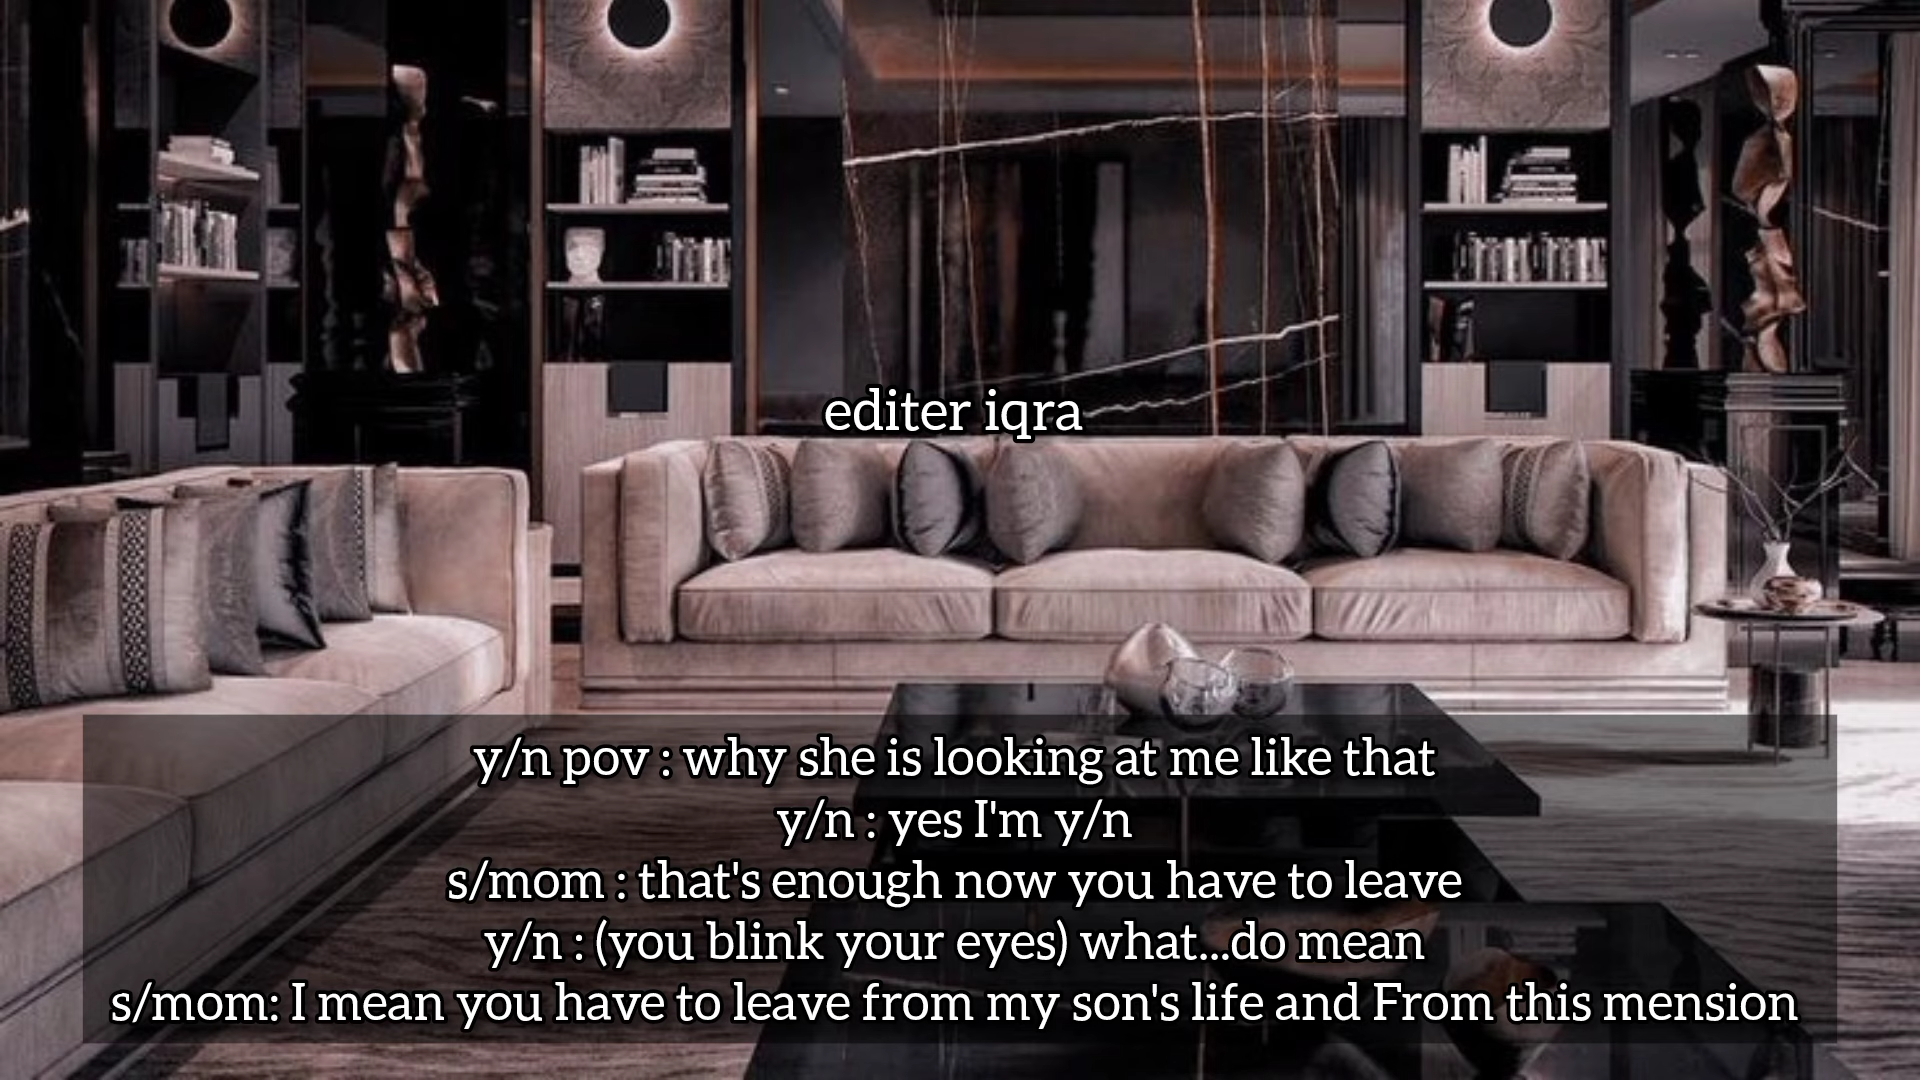 editer iqra
y/n pov : why she is looking at me like that
y/n : yes I'm y/n
s/mom : that's enough now you have to leave
y/n : (you blink your eyes) what...do mean
s/mom: I mean you have to leave from my son's life and From this mension